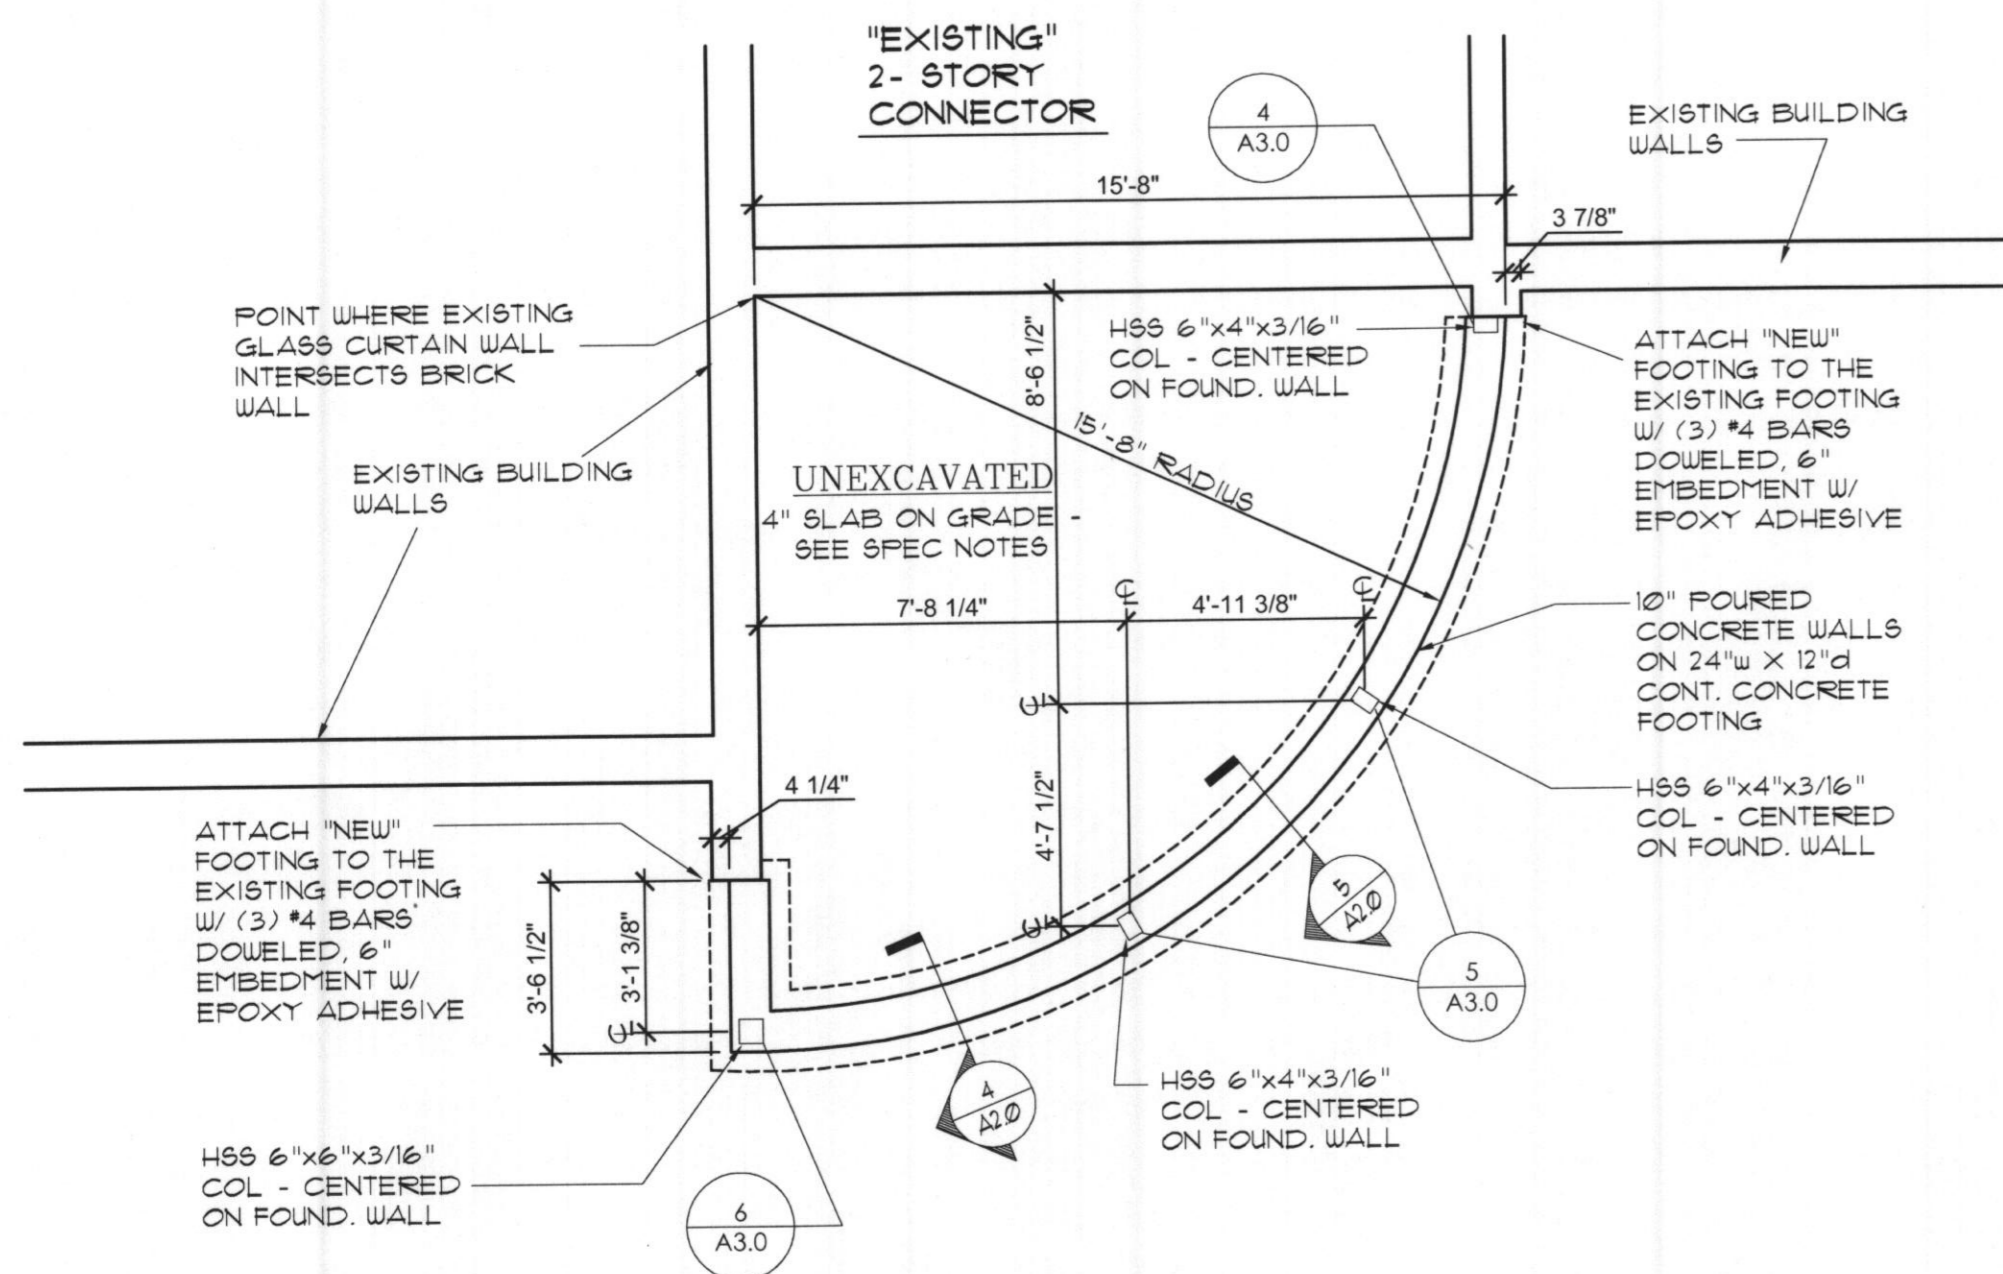 "EXISTING"
2- STORY
CONNECTOR
4
A3.0
EXISTING BUILDING
WALLS
15'-8"
3 7/8"
POINT WHERE EXISTING
GLASS CURTAIN WALL
INTERSECTS BRICK
WALL
8'-6 1/2"
HSS 6"x4"x3/16"
COL - CENTERED
ON FOUND. WALL
ATTACH "NEW"
FOOTING TO THE
EXISTING FOOTING
W/ (3) #4 BARS
DOWELED, 6"
EMBEDMENT W/
EPOXY ADHESIVE
15'-8" RADIUS
EXISTING BUILDING
WALLS
UNEXCAVATED
4" SLAB ON GRADE -
SEE SPEC NOTES
7'-8 1/4"
4'-11 3/8"
10" POURED
CONCRETE WALLS
ON 24"w X 12"d
CONT. CONCRETE
FOOTING
4 1/4"
4'-7 1/2"
HSS 6"x4"x3/16"
COL - CENTERED
ON FOUND. WALL
ATTACH "NEW"
FOOTING TO THE
EXISTING FOOTING
W/ (3) #4 BARS
DOWELED, 6"
EMBEDMENT W/
EPOXY ADHESIVE
3'-6 1/2"
3'-1 3/8"
5
A2.0
5
A3.0
4
A2.0
HSS 6"x4"x3/16"
COL - CENTERED
ON FOUND. WALL
HSS 6"x6"x3/16"
COL - CENTERED
ON FOUND. WALL
6
A3.0